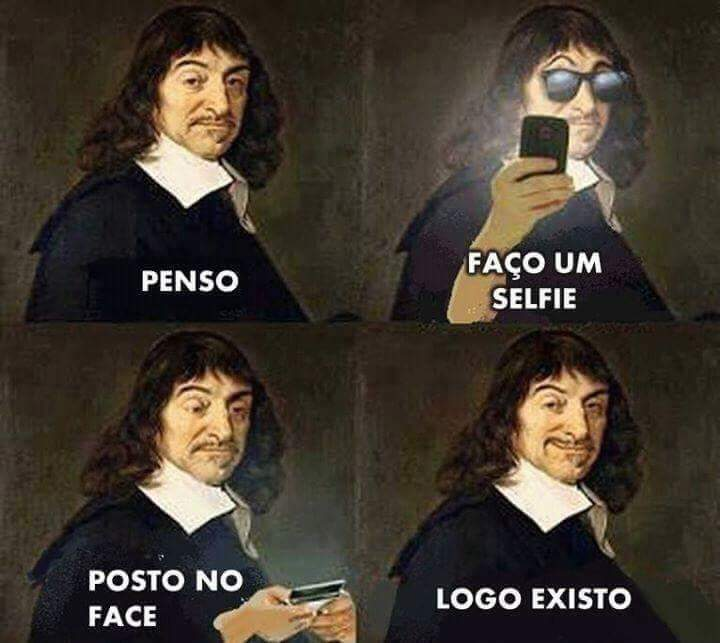 PENSO
FAÇO UM
SELFIE
POSTO NO
FACE
LOGO EXISTO